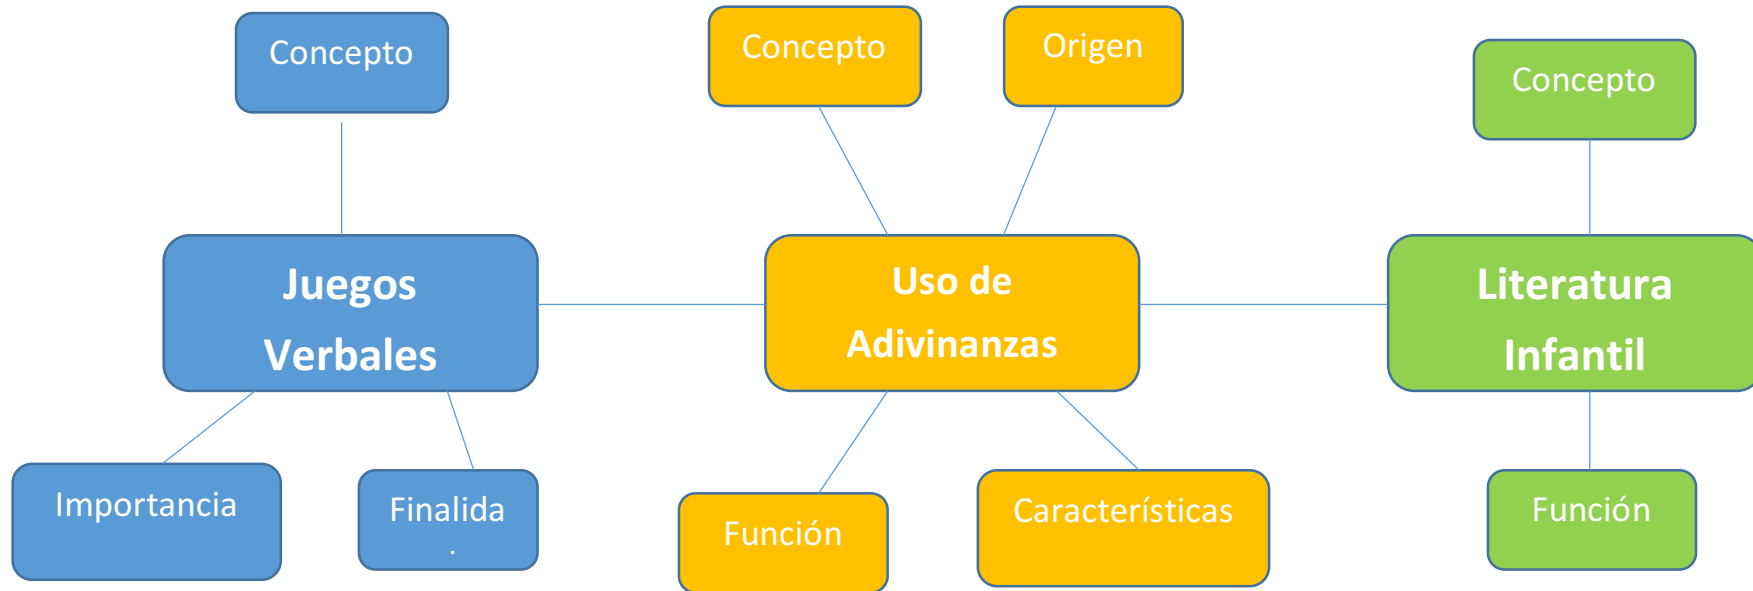 Concepto
Concepto
Origen
Concepto
Juegos
Verbales
Uso de
Adivinanzas
Literatura
Infantil
Importancia
Finalida
.
Función
Características
Función